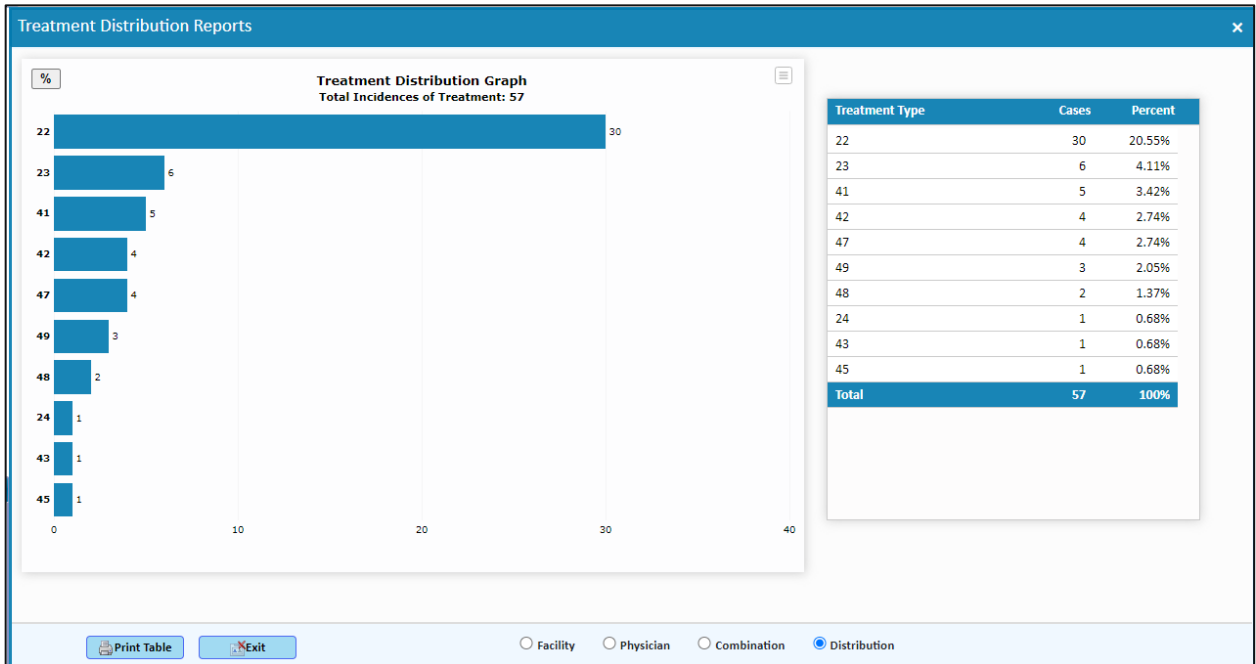 Treatment Distribution Reports
×
%
Treatment Distribution Graph
Total Incidences of Treatment: 57
22 30
23 6
41 5
42 4
47 4
49 3
48 2
24 1
43 1
45 1
0 10 20 30 40
Treatment Type Cases Percent
22 30 20.55%
23 6 4.11%
41 5 3.42%
42 4 2.74%
47 4 2.74%
49 3 2.05%
48 2 1.37%
24 1 0.68%
43 1 0.68%
45 1 0.68%
Total 57 100%
Print Table Exit Facility Physician Combination Distribution